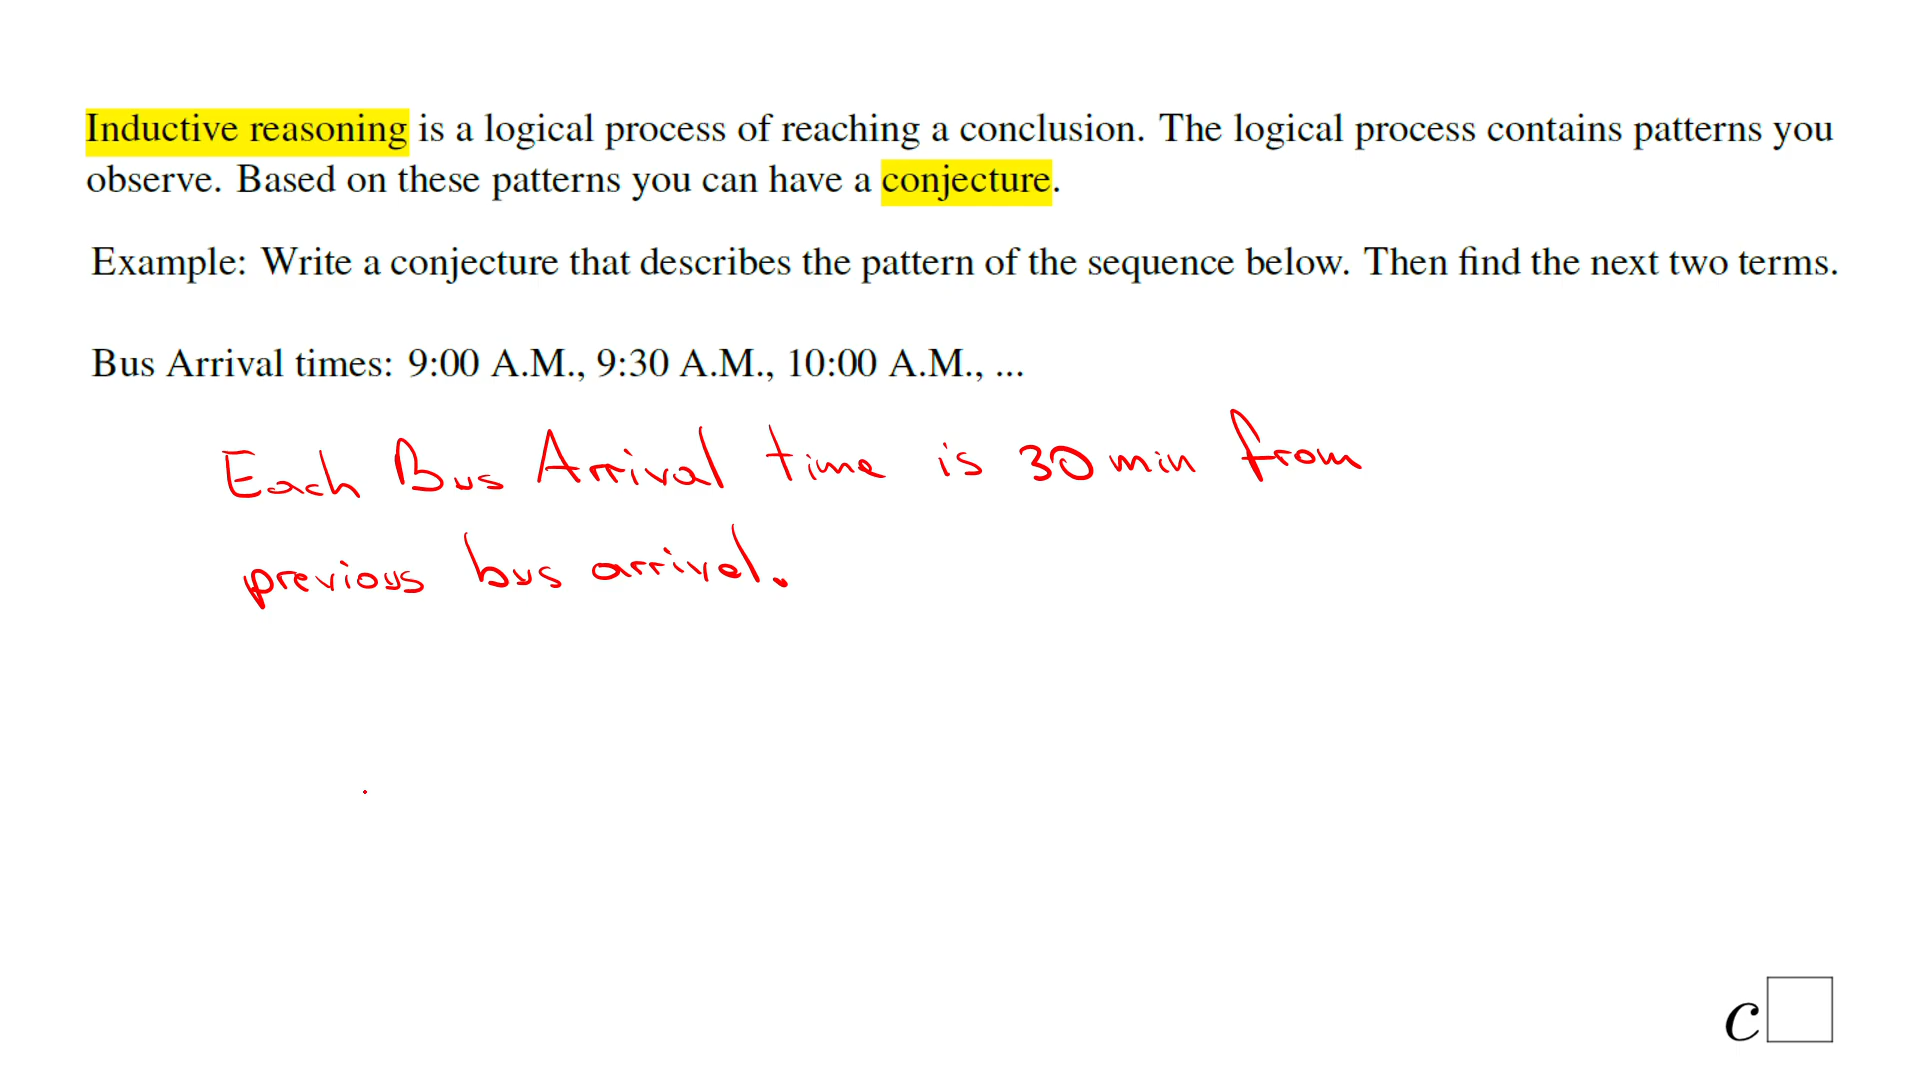 Inductive reasoning is a logical process of reaching a conclusion. The logical process contains patterns you
observe. Based on these patterns you can have a conjecture.
Example: Write a conjecture that describes the pattern of the sequence below. Then find the next two terms.
Bus Arrival times: 9:00 A.M., 9:30 A.M., 10:00 A.M., ...
Each Bus Arrival time is 30 min from
previous bus arrival.
c